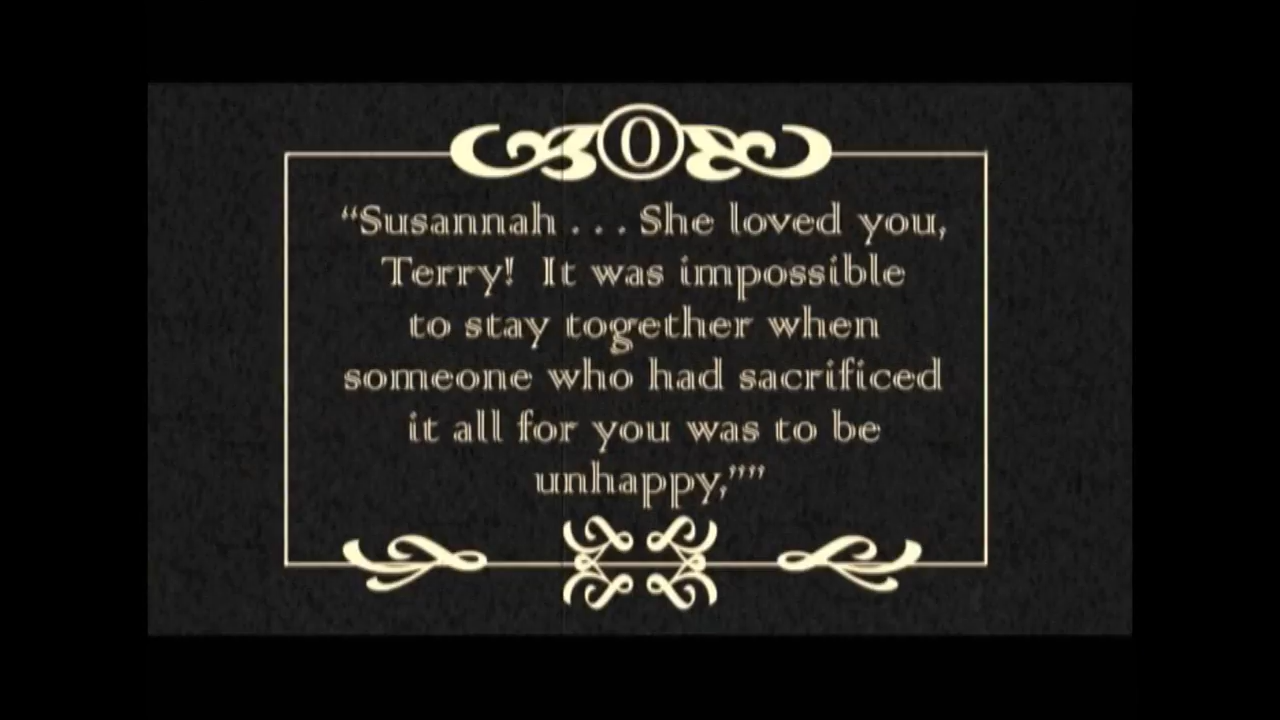 O
“Susannah . . . She loved you,
Terry! It was impossible
to stay together when
someone who had sacrificed
it all for you was to be
unhappy,””